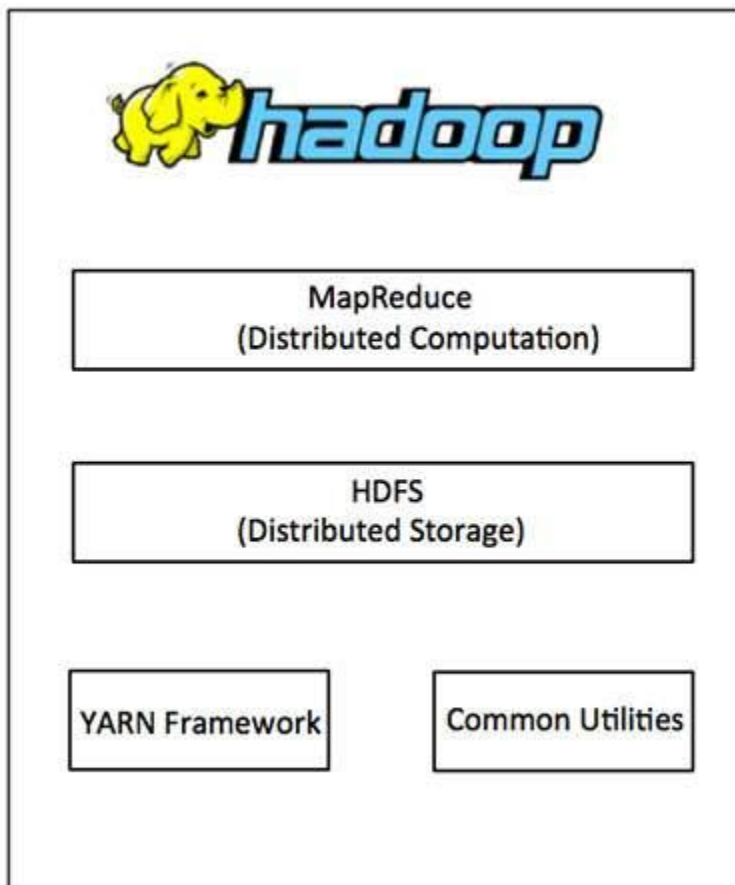 hadoop
MapReduce
(Distributed Computation)
HDFS
(Distributed Storage)
YARN Framework
Common Utilities